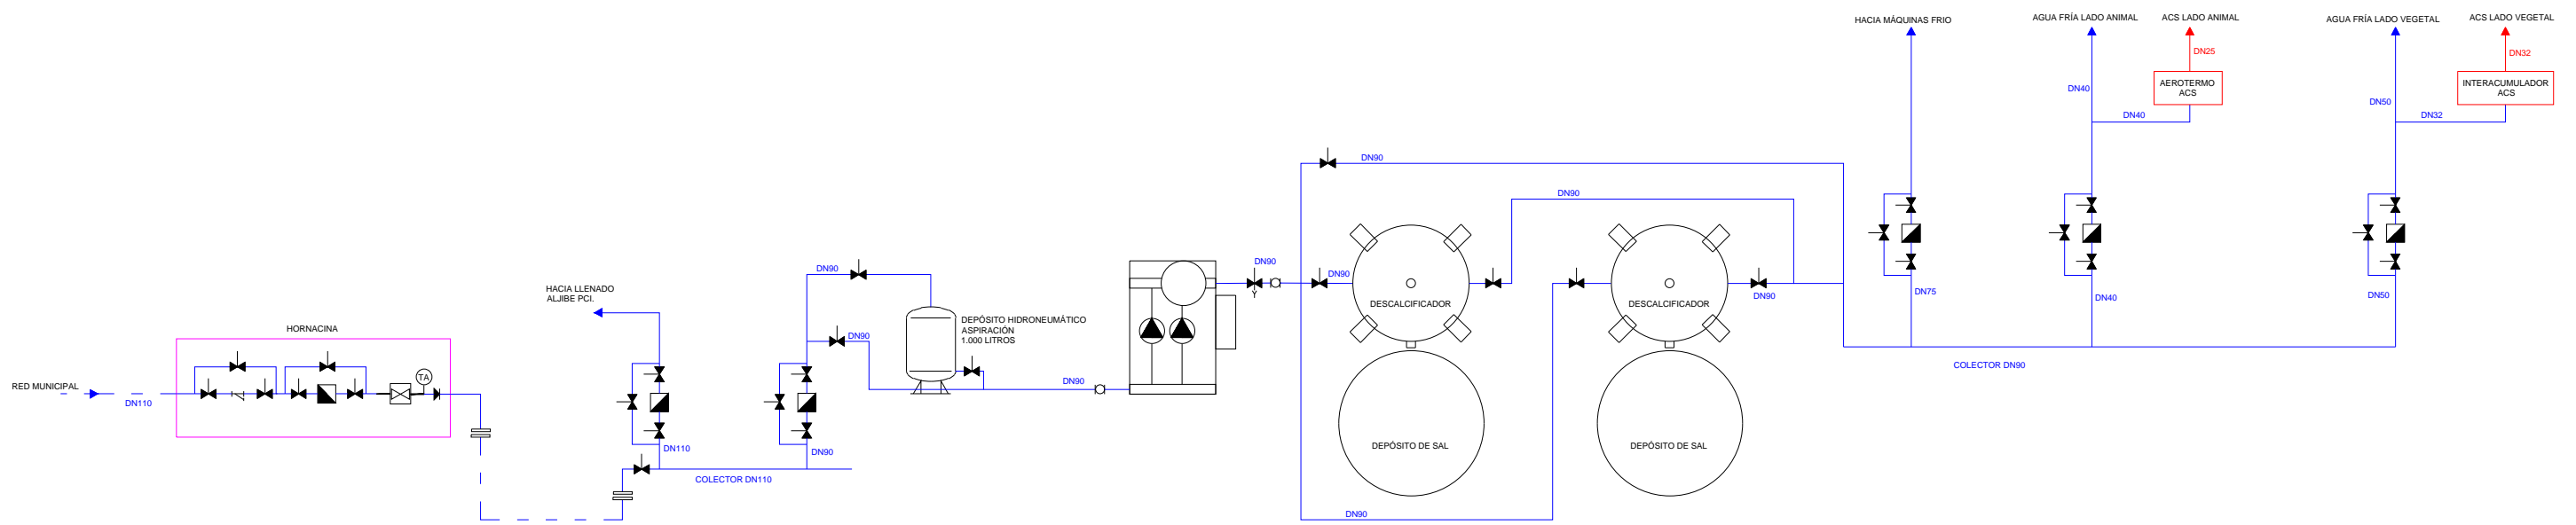 RED MUNICIPAL
DN110
HORNACINA
TA
HACIA LLENADO
ALJIBE PCI.
DN110
COLECTOR DN110
DN90
DN90
DN90
DEPÓSITO HIDRONEUMÁTICO
ASPIRACIÓN
1.000 LITROS
DN90
DN90
Y
DN90
DN90
DN90
DN90
DESCALCIFICADOR
DEPÓSITO DE SAL
DESCALCIFICADOR
DEPÓSITO DE SAL
DN90
COLECTOR DN90
HACIA MÁQUINAS FRIO
DN75
AGUA FRÍA LADO ANIMAL
DN40
DN40
DN40
ACS LADO ANIMAL
DN25
AEROTERMO
ACS
AGUA FRÍA LADO VEGETAL
DN50
DN32
DN50
ACS LADO VEGETAL
DN32
INTERACUMULADOR
ACS